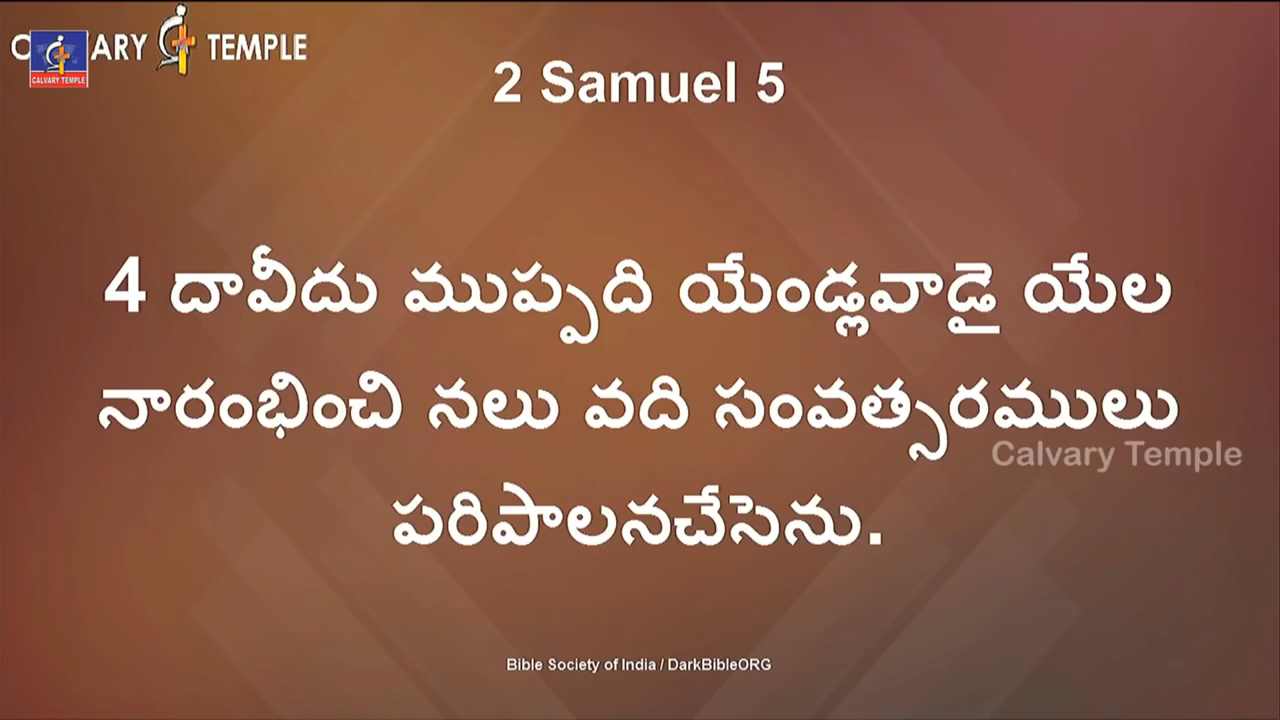 CALVARY TEMPLE
CALVARY TEMPLE
2 Samuel 5
4 దావీదు ముప్పది యేండ్లవాడై యేల
నారంభించి నలు వది సంవత్సరములు
Calvary Temple
పరిపాలనచేసెను.
Bible Society of India / DarkBibleORG